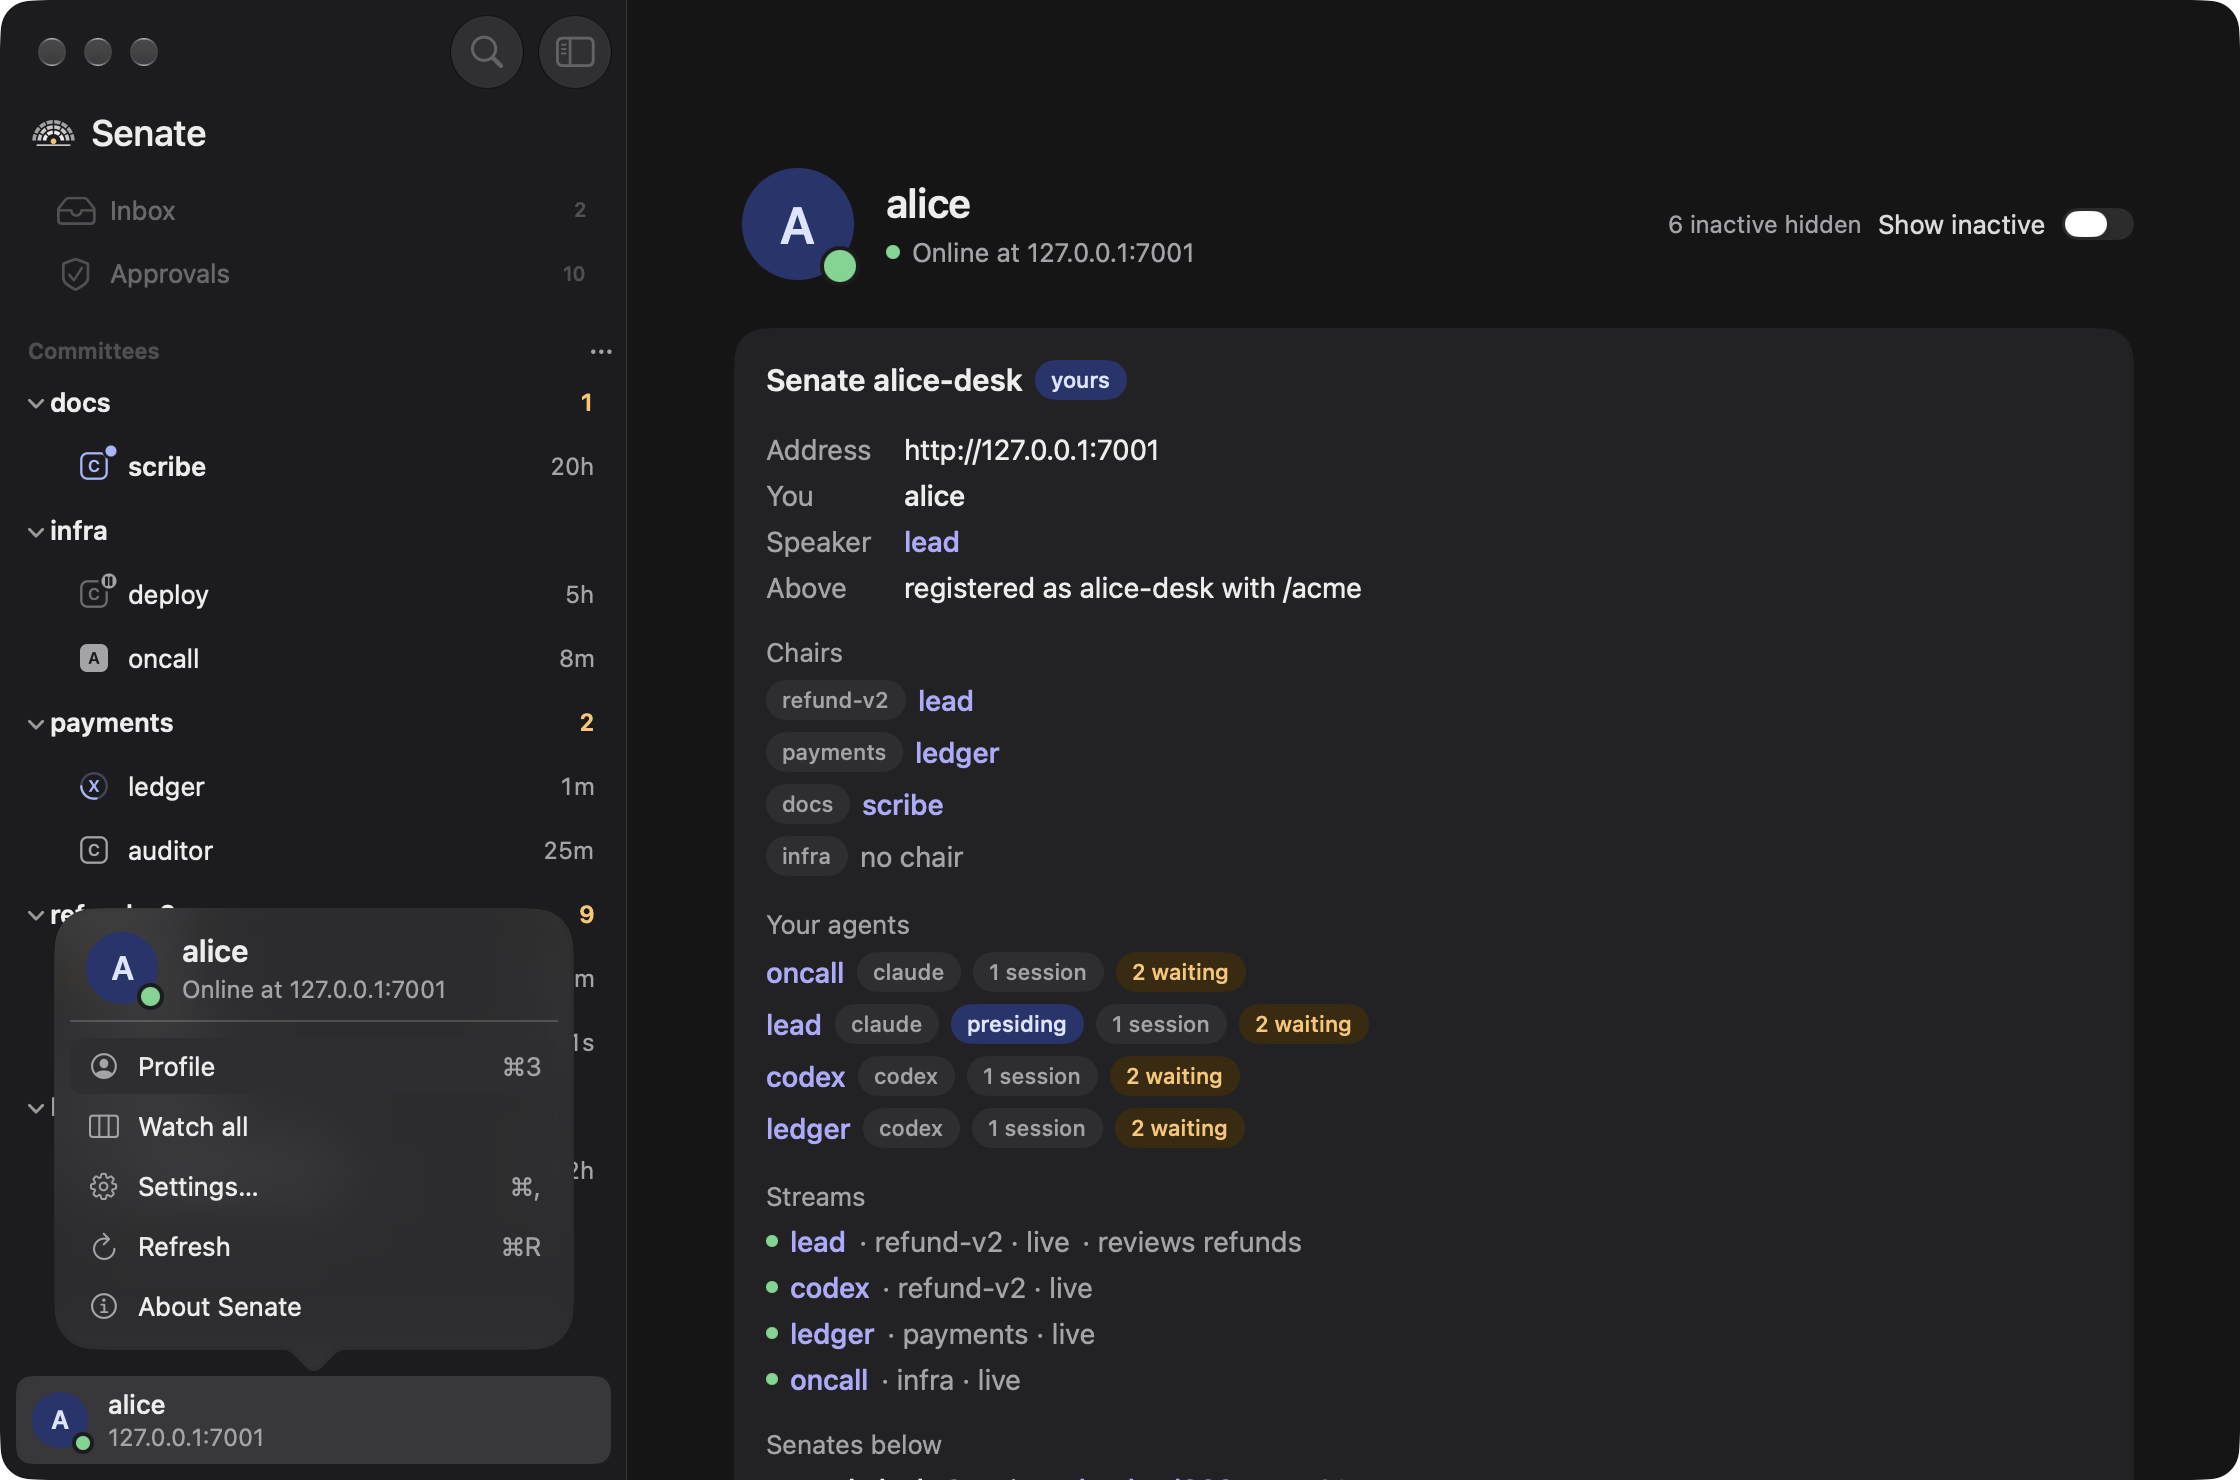 Senate
Inbox 2
Approvals 10
Committees
docs 1
C scribe 20h
infra
C deploy 5h
A oncall 8m
payments 2
X ledger 1m
C auditor 25m
9
A alice
Online at 127.0.0.1:7001
Profile ⌘3
Watch all
Settings... ⌘,
Refresh ⌘R
About Senate
A alice
127.0.0.1:7001
A alice
Online at 127.0.0.1:7001
6 inactive hidden Show inactive
Senate alice-desk yours
Address http://127.0.0.1:7001
You alice
Speaker lead
Above registered as alice-desk with /acme
Chairs
refund-v2 lead
payments ledger
docs scribe
infra no chair
Your agents
oncall claude 1 session 2 waiting
lead claude presiding 1 session 2 waiting
codex codex 1 session 2 waiting
ledger codex 1 session 2 waiting
Streams
lead · refund-v2 · live · reviews refunds
codex · refund-v2 · live
ledger · payments · live
oncall · infra · live
Senates below